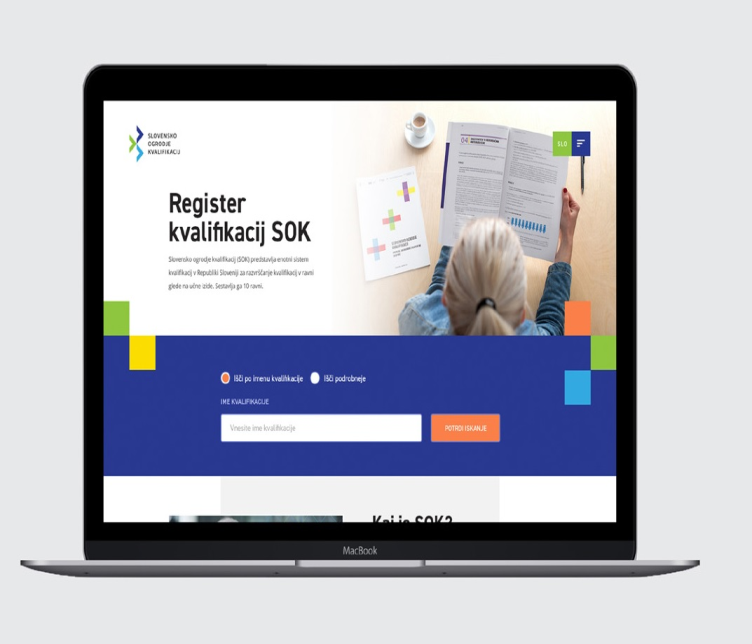 SLOVENSKO
OGRODJE
KVALIFIKACIJ
SLO
Register
kvalifikacij SOK
Slovensko ogrodje kvalifikacij (SOK) predstavlja enotni sistem
kvalifikacij v Republiki Sloveniji za razvrščanje kvalifikacij v ravni
glede na učne izide. Sestavlja ga 10 ravni.
Išči po imenu kvalifikacije Išči podrobneje
IME KVALIFIKACIJE
Vnesite ime kvalifikacije POTRDI ISKANJE
Kaj je SOK?
MacBook